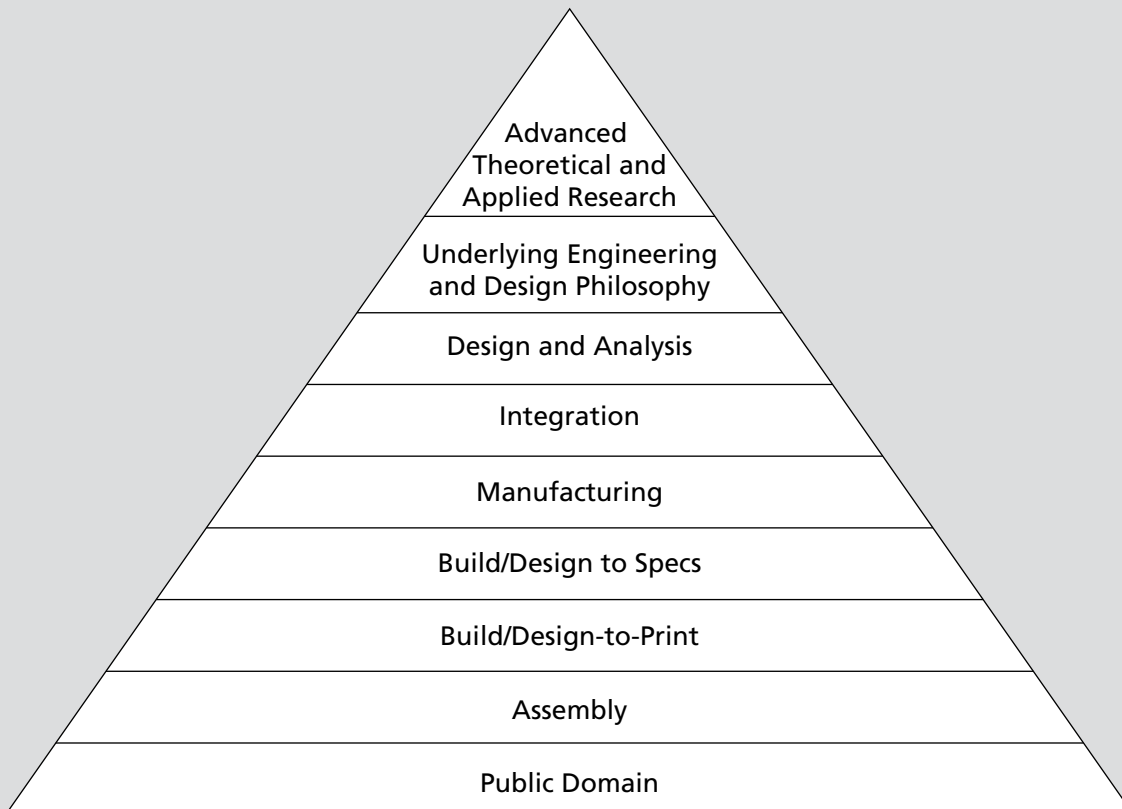 Advanced
Theoretical and
Applied Research
Underlying Engineering
and Design Philosophy
Design and Analysis
Integration
Manufacturing
Build/Design to Specs
Build/Design-to-Print
Assembly
Public Domain